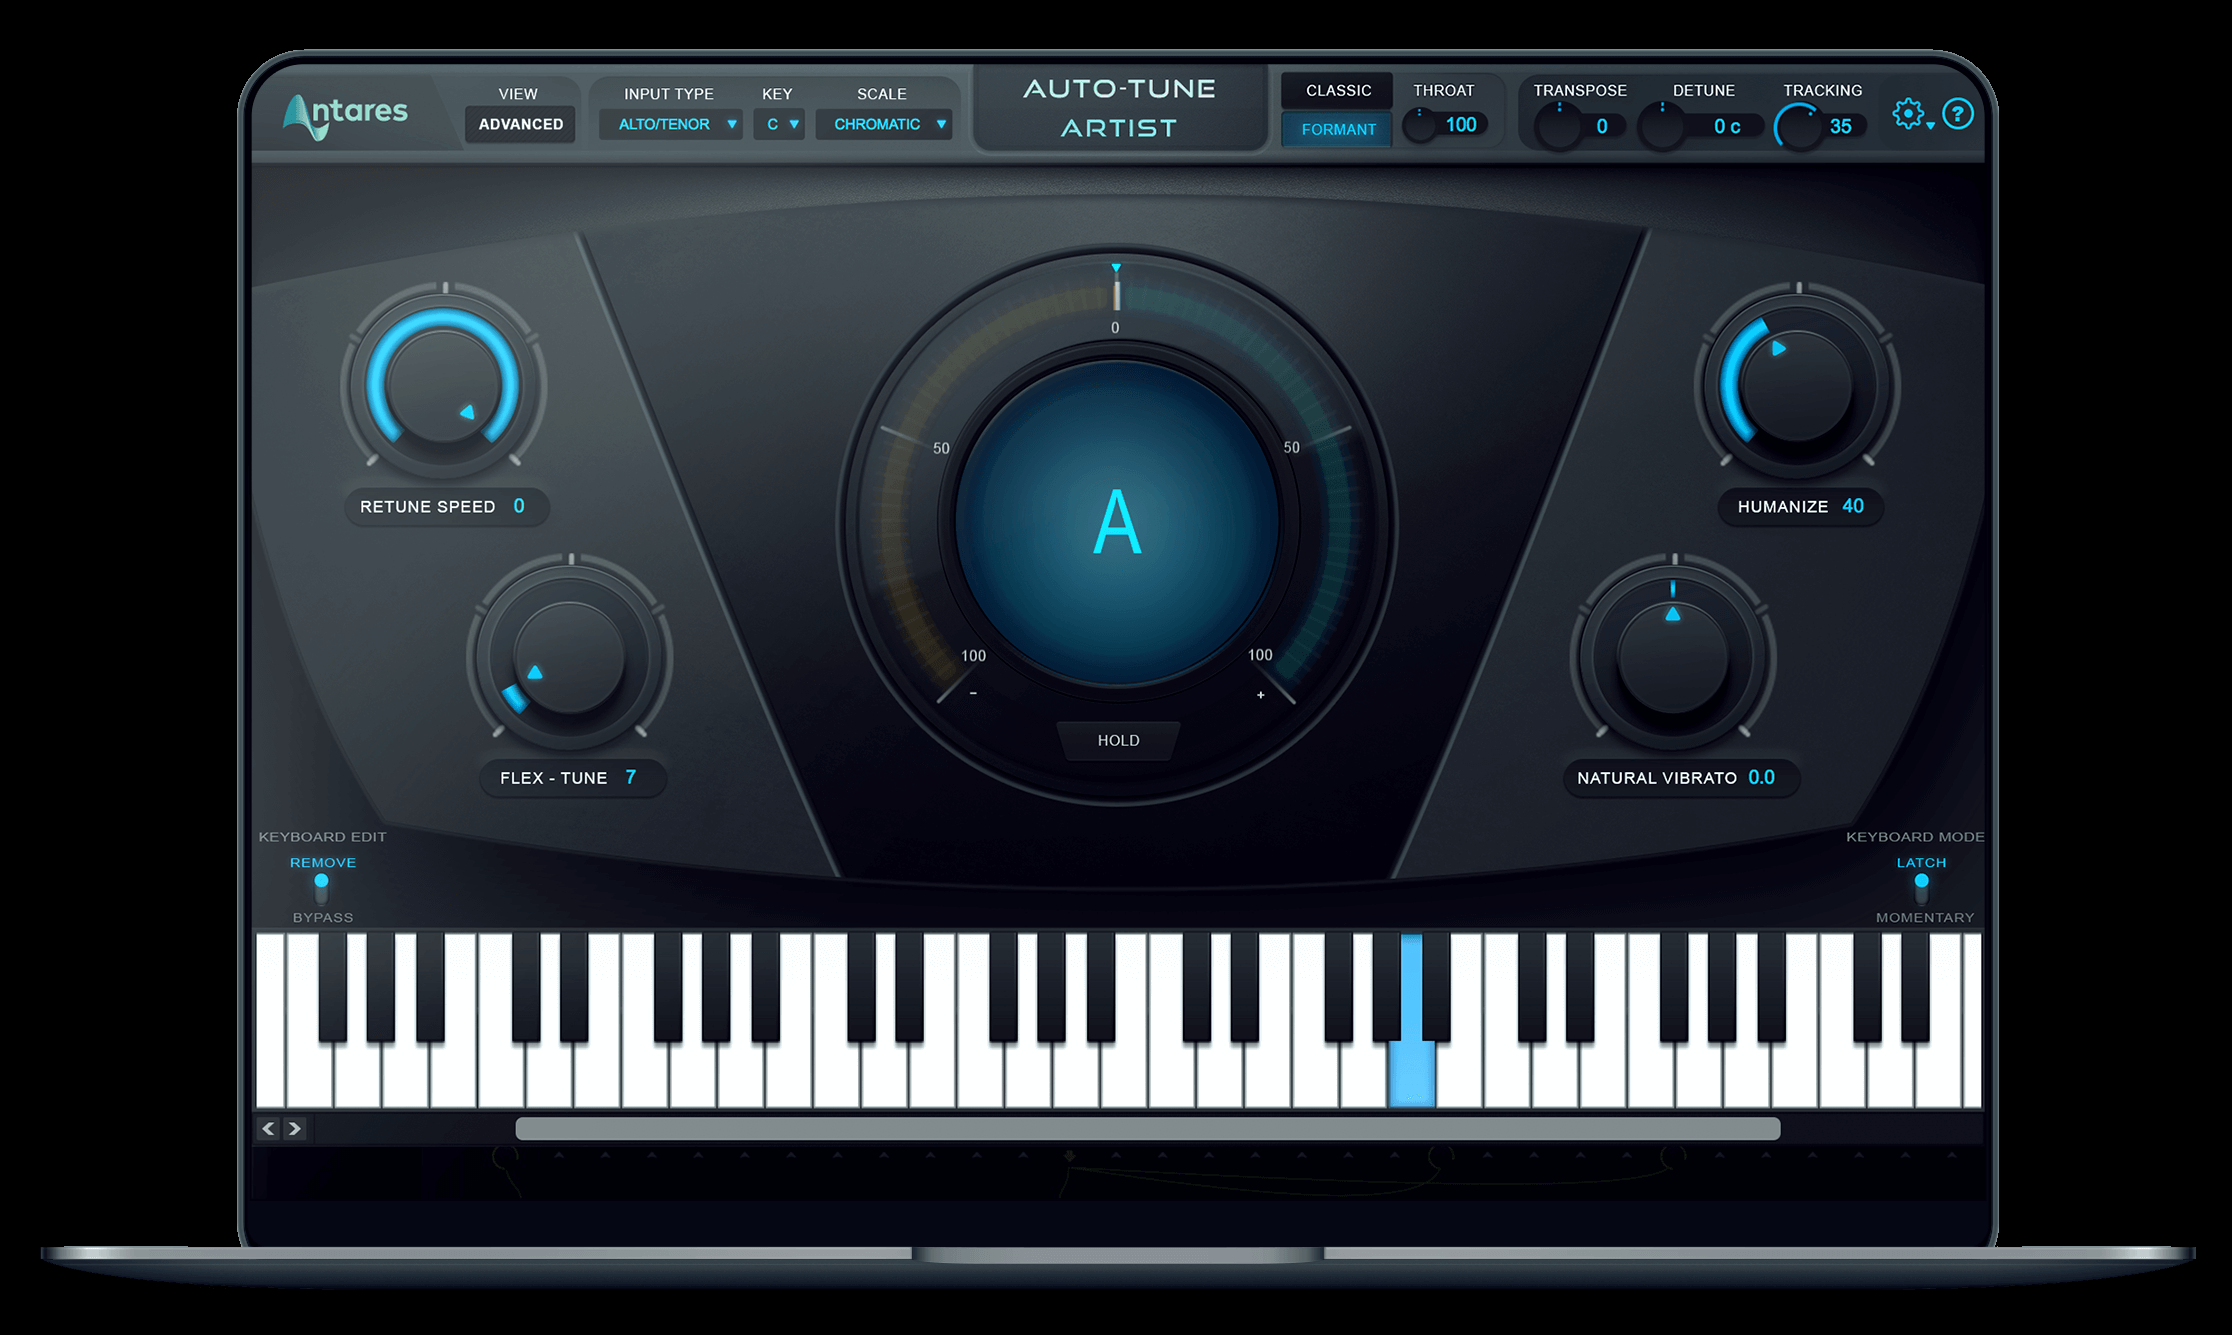 Antares
VIEW
ADVANCED
INPUT TYPE
ALTO/TENOR
KEY
C
SCALE
CHROMATIC
AUTO-TUNE
ARTIST
CLASSIC
FORMANT
THROAT
100
TRANSPOSE
0
DETUNE
0 c
TRACKING
35
?
0
50
50
100
100
-
+
A
HOLD
RETUNE SPEED 0
FLEX - TUNE 7
HUMANIZE 40
NATURAL VIBRATO 0.0
KEYBOARD EDIT
REMOVE
BYPASS
KEYBOARD MODE
LATCH
MOMENTARY